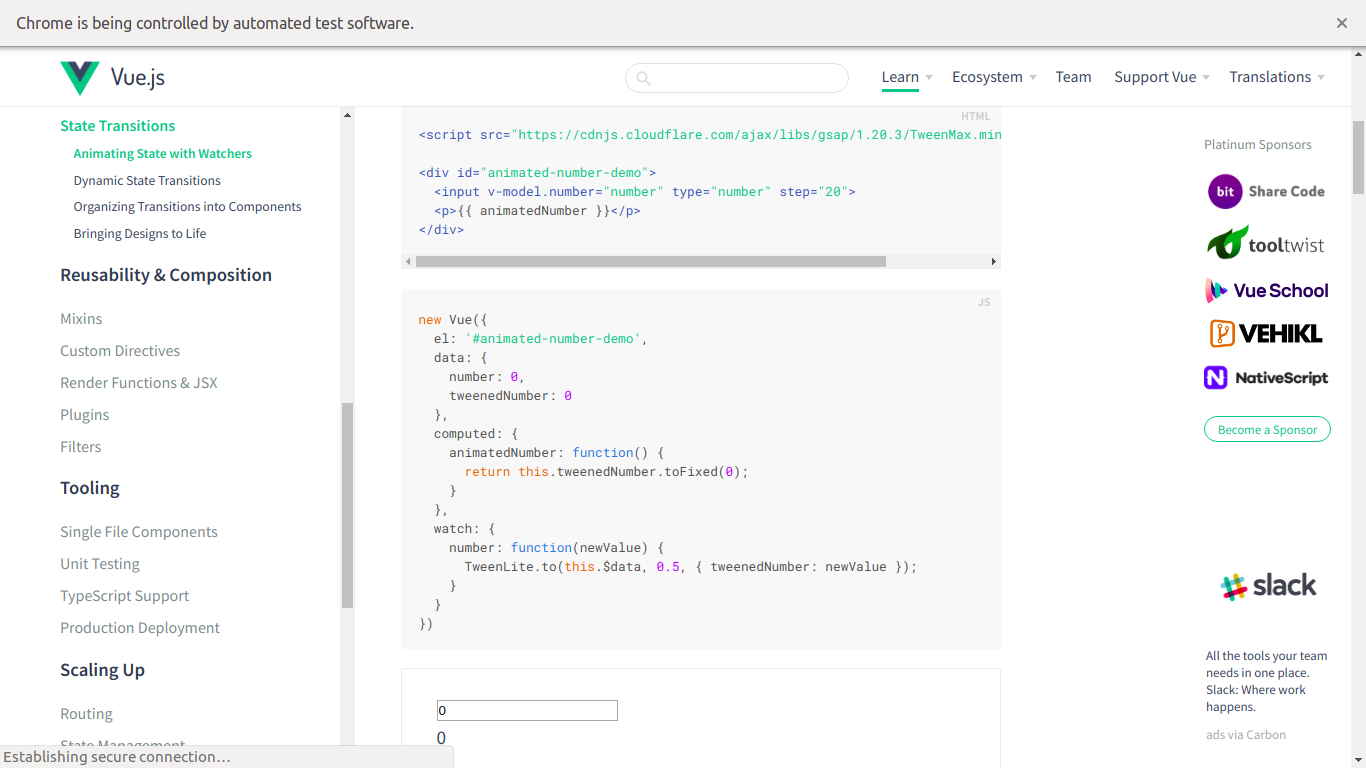 Chrome is being controlled by automated test software.
Vue.js
Learn
Ecosystem
Team
Support Vue
Translations
State Transitions
Animating State with Watchers
Dynamic State Transitions
Organizing Transitions into Components
Bringing Designs to Life
Reusability & Composition
Mixins
Custom Directives
Render Functions & JSX
Plugins
Filters
Tooling
Single File Components
Unit Testing
TypeScript Support
Production Deployment
Scaling Up
Routing
State Management
Establishing secure connection…
HTML
<script src="https://cdnjs.cloudflare.com/ajax/libs/gsap/1.20.3/TweenMax.min
<div id="animated-number-demo">
  <input v-model.number="number" type="number" step="20">
  <p>{{ animatedNumber }}</p>
</div>
JS
new Vue({
  el: '#animated-number-demo',
  data: {
    number: 0,
    tweenedNumber: 0
  },
  computed: {
    animatedNumber: function() {
      return this.tweenedNumber.toFixed(0);
    }
  },
  watch: {
    number: function(newValue) {
      TweenLite.to(this.$data, 0.5, { tweenedNumber: newValue });
    }
  }
})
0
0
Platinum Sponsors
bit Share Code
tooltwist
Vue School
VEHIKL
NativeScript
Become a Sponsor
slack
All the tools your team
needs in one place.
Slack: Where work
happens.
ads via Carbon